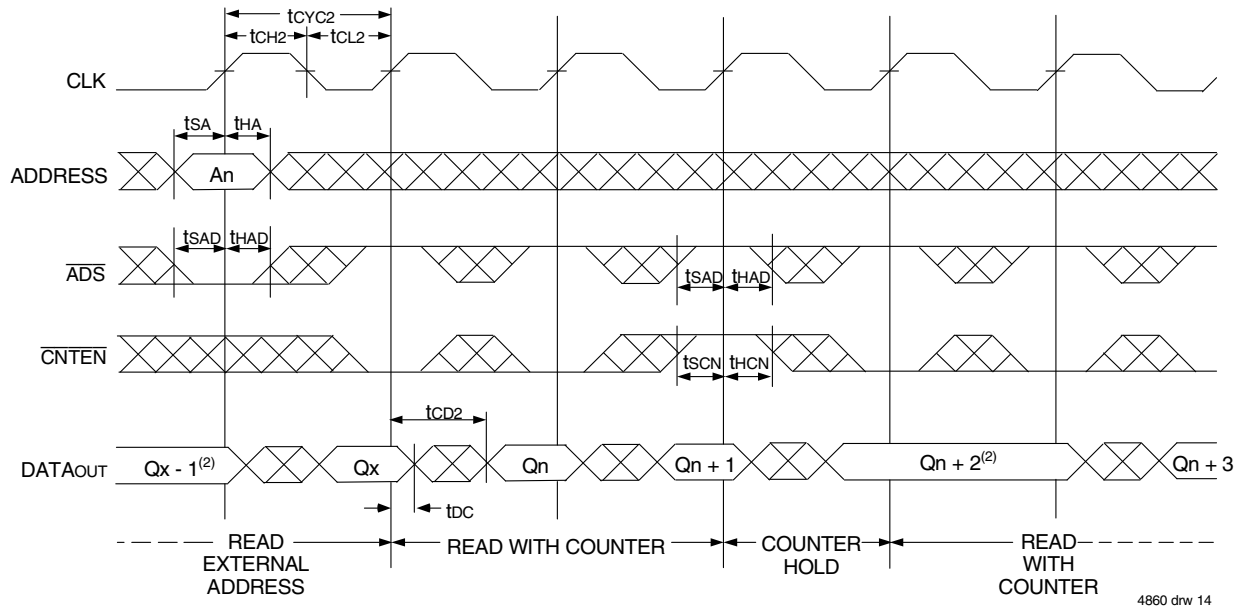 tCYC2
tCH2 tCL2
CLK
tSA tHA
ADDRESS An
tSAD tHAD
ADS
tSAD tHAD
CNTEN
tSCN tHCN
tCD2
DATAOUT Qx - 1(2) Qx Qn Qn + 1 Qn + 2(2) Qn + 3
tDC
READ EXTERNAL ADDRESS
READ WITH COUNTER
COUNTER HOLD
READ WITH COUNTER
4860 drw 14